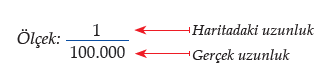 Ölçek: 1 Haritadaki uzunluk
100.000 Gerçek uzunluk